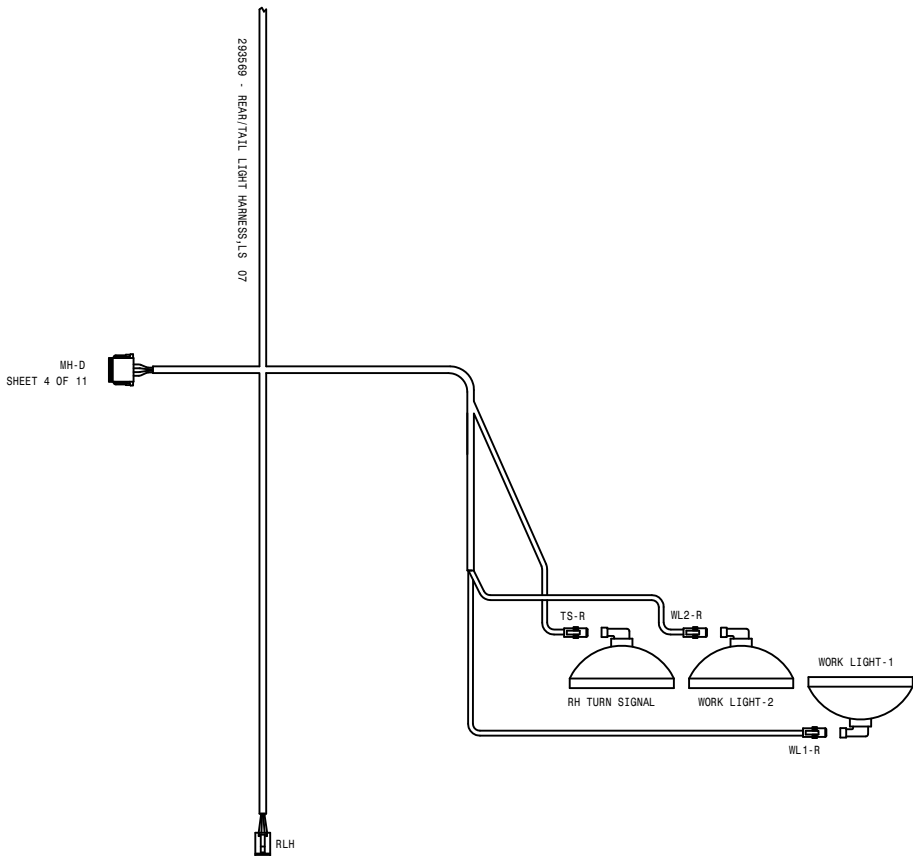 293569 - REAR/TAIL LIGHT HARNESS,LS 07
MH-D
SHEET 4 OF 11
TS-R
WL2-R
WORK LIGHT-1
RH TURN SIGNAL
WORK LIGHT-2
WL1-R
RLH